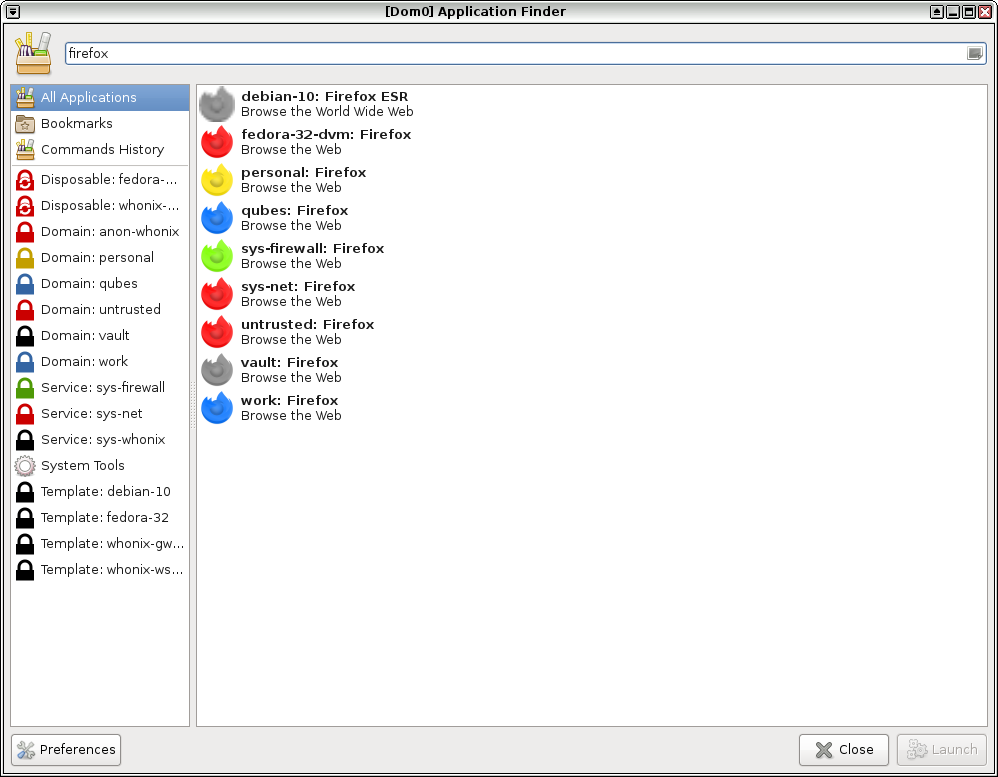 [Dom0] Application Finder
firefox
All Applications
Bookmarks
Commands History
Disposable: fedora-...
Disposable: whonix-...
Domain: anon-whonix
Domain: personal
Domain: qubes
Domain: untrusted
Domain: vault
Domain: work
Service: sys-firewall
Service: sys-net
Service: sys-whonix
System Tools
Template: debian-10
Template: fedora-32
Template: whonix-gw...
Template: whonix-ws...
debian-10: Firefox ESR
Browse the World Wide Web
fedora-32-dvm: Firefox
Browse the Web
personal: Firefox
Browse the Web
qubes: Firefox
Browse the Web
sys-firewall: Firefox
Browse the Web
sys-net: Firefox
Browse the Web
untrusted: Firefox
Browse the Web
vault: Firefox
Browse the Web
work: Firefox
Browse the Web
Preferences
Close
Launch